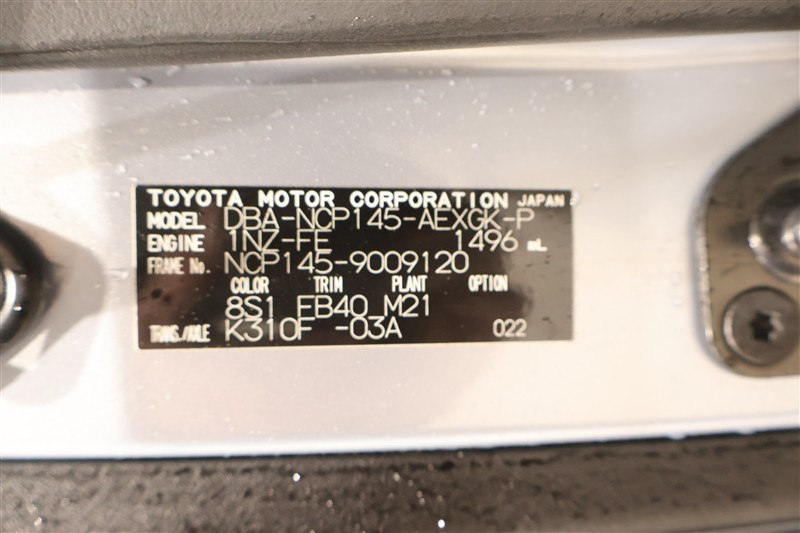 TOYOTA MOTOR CORPORATION JAPAN
MODEL DBA-NCP145-AEXGK-P
ENGINE 1NZ-FE 1496 mL
FRAME No. NCP145-9009120
COLOR TRIM PLANT OPTION
8S1 FB40 M21
TRANS./AXLE K310F -03A 022